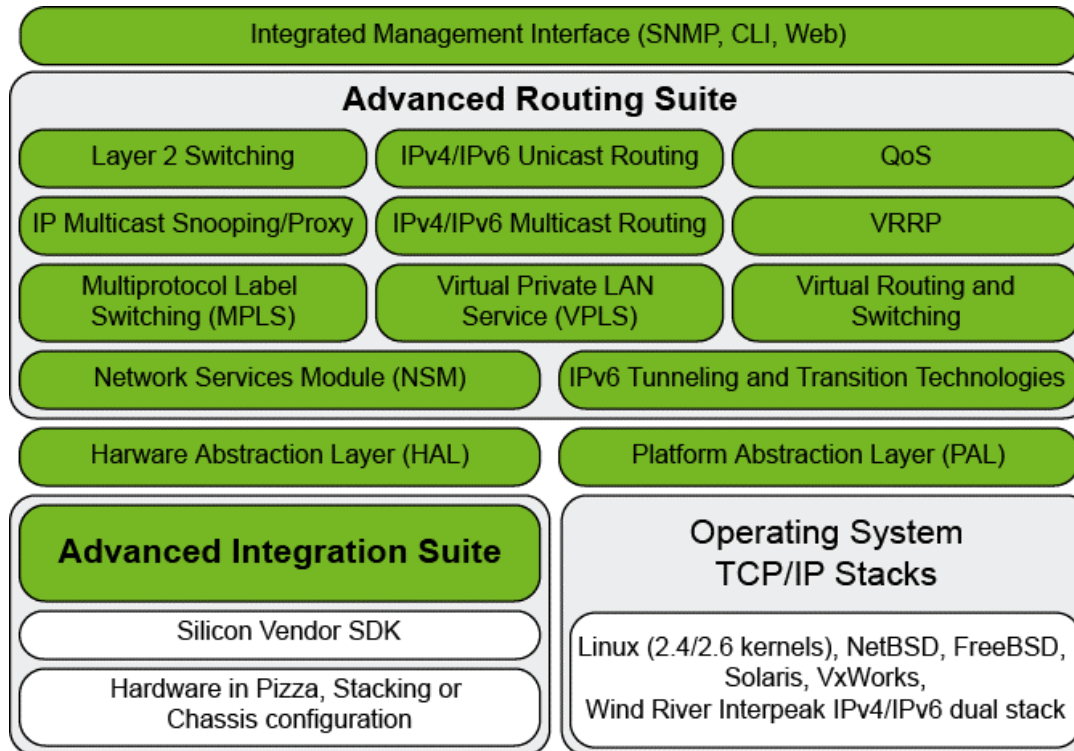 Integrated Management Interface (SNMP, CLI, Web)
Advanced Routing Suite
Layer 2 Switching
IPv4/IPv6 Unicast Routing
QoS
IP Multicast Snooping/Proxy
IPv4/IPv6 Multicast Routing
VRRP
Multiprotocol Label
Switching (MPLS)
Virtual Private LAN
Service (VPLS)
Virtual Routing and
Switching
Network Services Module (NSM)
IPv6 Tunneling and Transition Technologies
Harware Abstraction Layer (HAL)
Platform Abstraction Layer (PAL)
Advanced Integration Suite
Silicon Vendor SDK
Hardware in Pizza, Stacking or
Chassis configuration
Operating System
TCP/IP Stacks
Linux (2.4/2.6 kernels), NetBSD, FreeBSD,
Solaris, VxWorks,
Wind River Interpeak IPv4/IPv6 dual stack